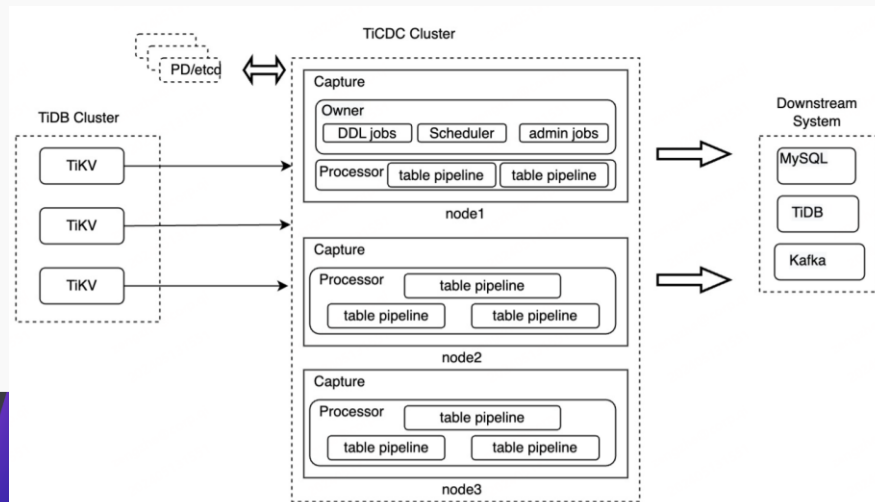 TiCDC Cluster
PD/etcd
TiDB Cluster
TiKV
TiKV
TiKV
Capture
Owner
DDL jobs
Scheduler
admin jobs
Processor
table pipeline
table pipeline
node1
Capture
Processor
table pipeline
table pipeline
table pipeline
node2
Capture
Processor
table pipeline
table pipeline
table pipeline
node3
Downstream
System
MySQL
TiDB
Kafka